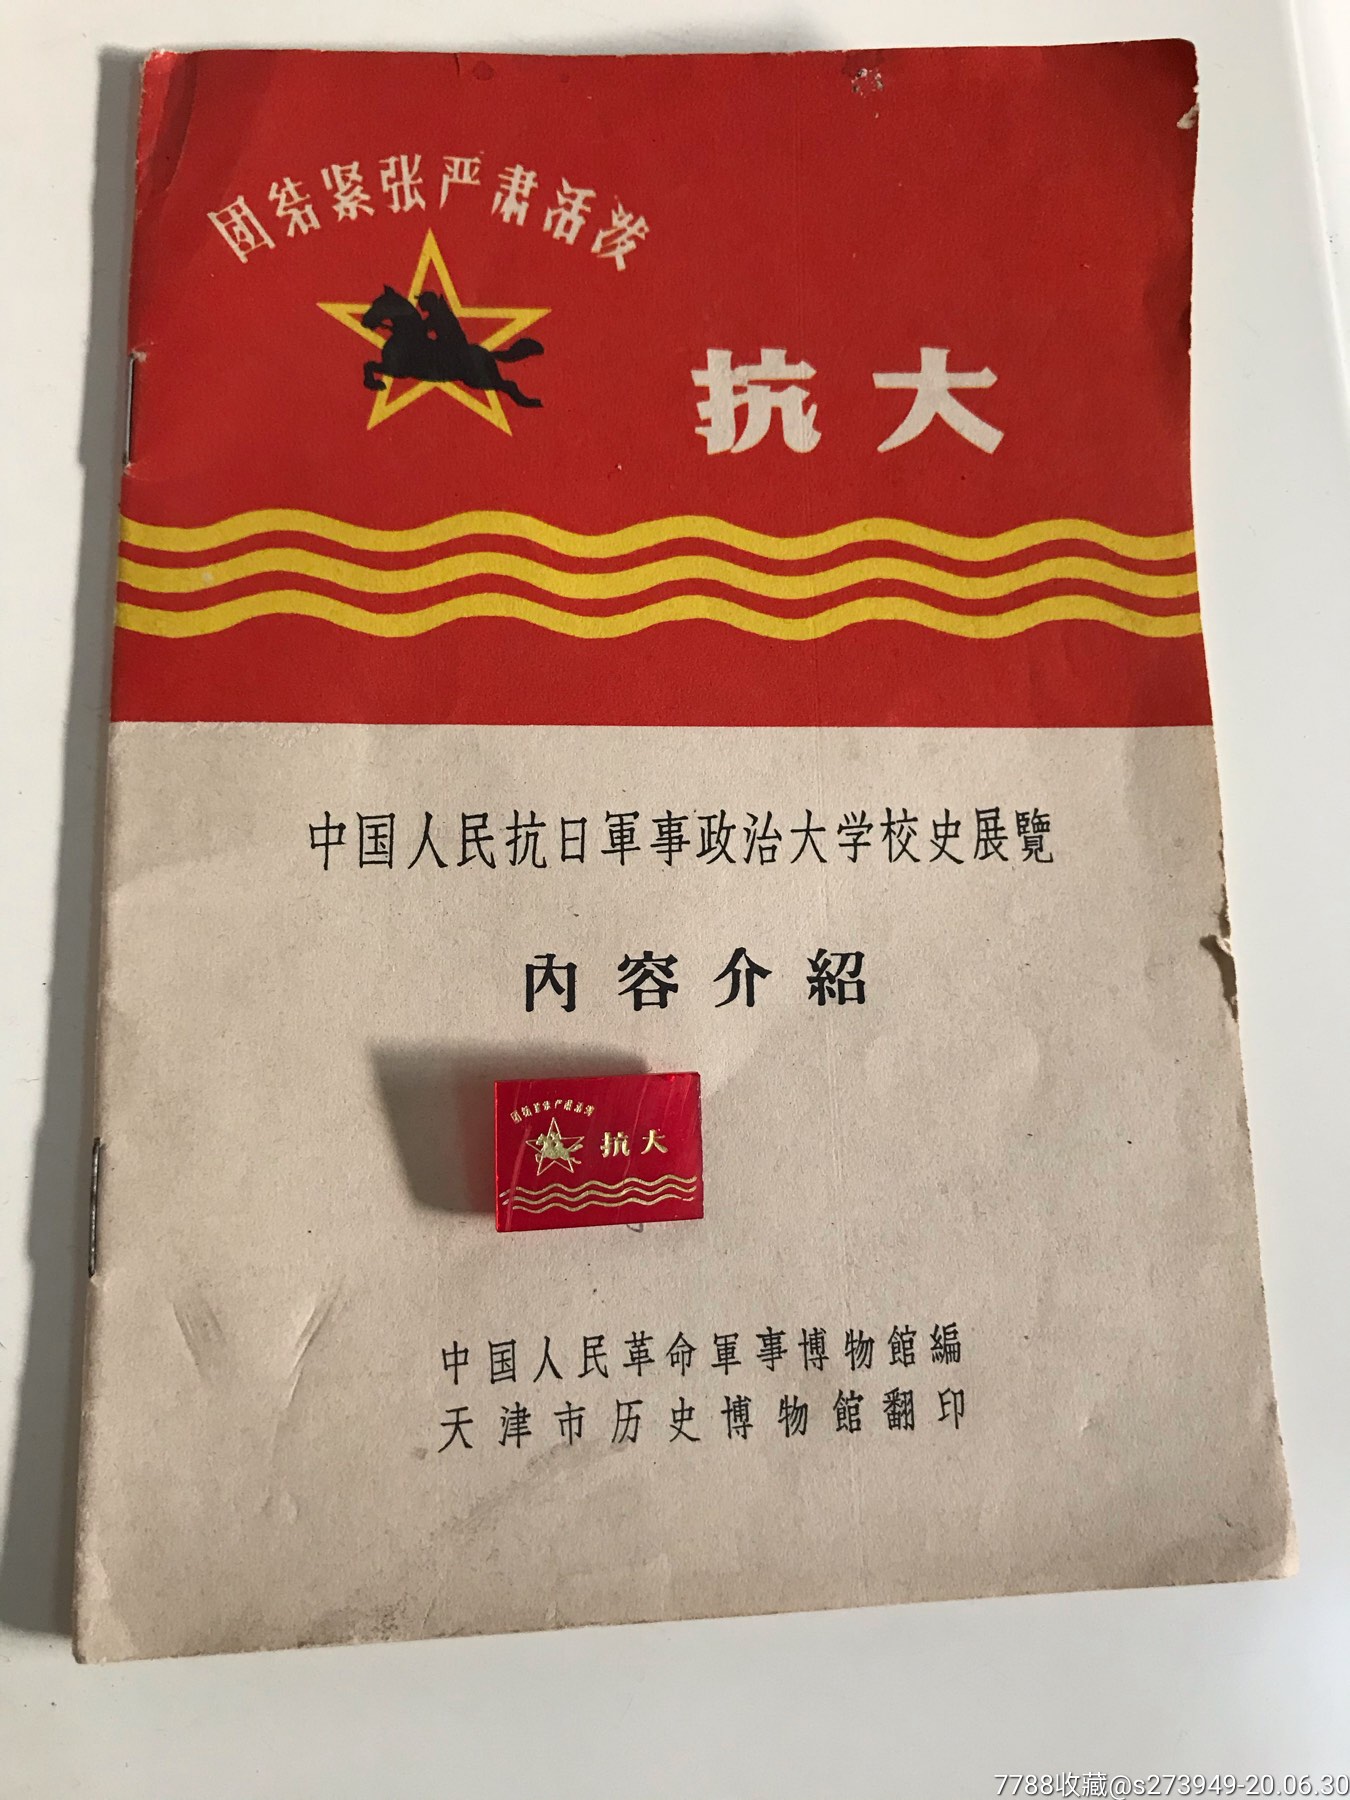 团结紧张严肃活泼
抗大
中国人民抗日軍事政治大学校史展覽
內容介紹
团结紧张严肃活泼
抗大
中国人民革命軍事博物館編
天津市历史博物館翻印
7788收藏@s273949-20.06.30